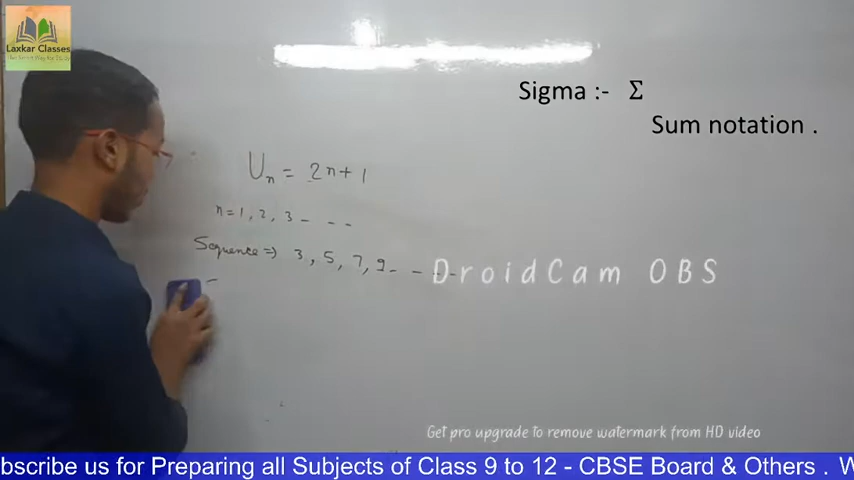 Laxkar Classes
Sigma :- Σ
Sum notation .
Uₙ = 2n+1
n=1, 2, 3- - -
Sequence => 3, 5, 7, 9- - -
DroidCam OBS
Get pro upgrade to remove watermark from HD video
bscribe us for Preparing all Subjects of Class 9 to 12 - CBSE Board & Others . W